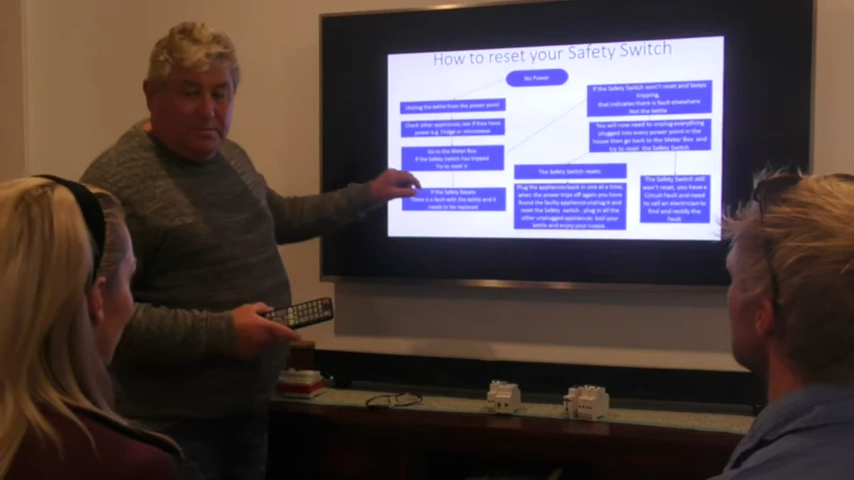 How to reset your Safety Switch
No Power
Unplug the kettle from the power point
Check other appliances, see if they have
power e.g. Fridge or microwave
Go to the Meter Box
If the Safety Switch has tripped
Try to reset it
If the Safety Resets
There is a fault with the kettle and it
needs to be replaced
If the Safety Switch won't reset and keeps
tripping,
that indicates there is fault elsewhere
Not the kettle
You will now need to unplug everything
plugged into every power point in the
house then go back to the Meter Box and
try to reset the Safety Switch
The Safety Switch resets
Plug the appliances back in one at a time,
when the power trips off again you have
found the faulty appliance unplug it and
reset the Safety switch , plug in all the
other unplugged appliances boil your
kettle and enjoy your cuppa
The Safety Switch still
won't reset, you have a
Circuit Fault and need
to call an electrician to
find and rectify the
fault